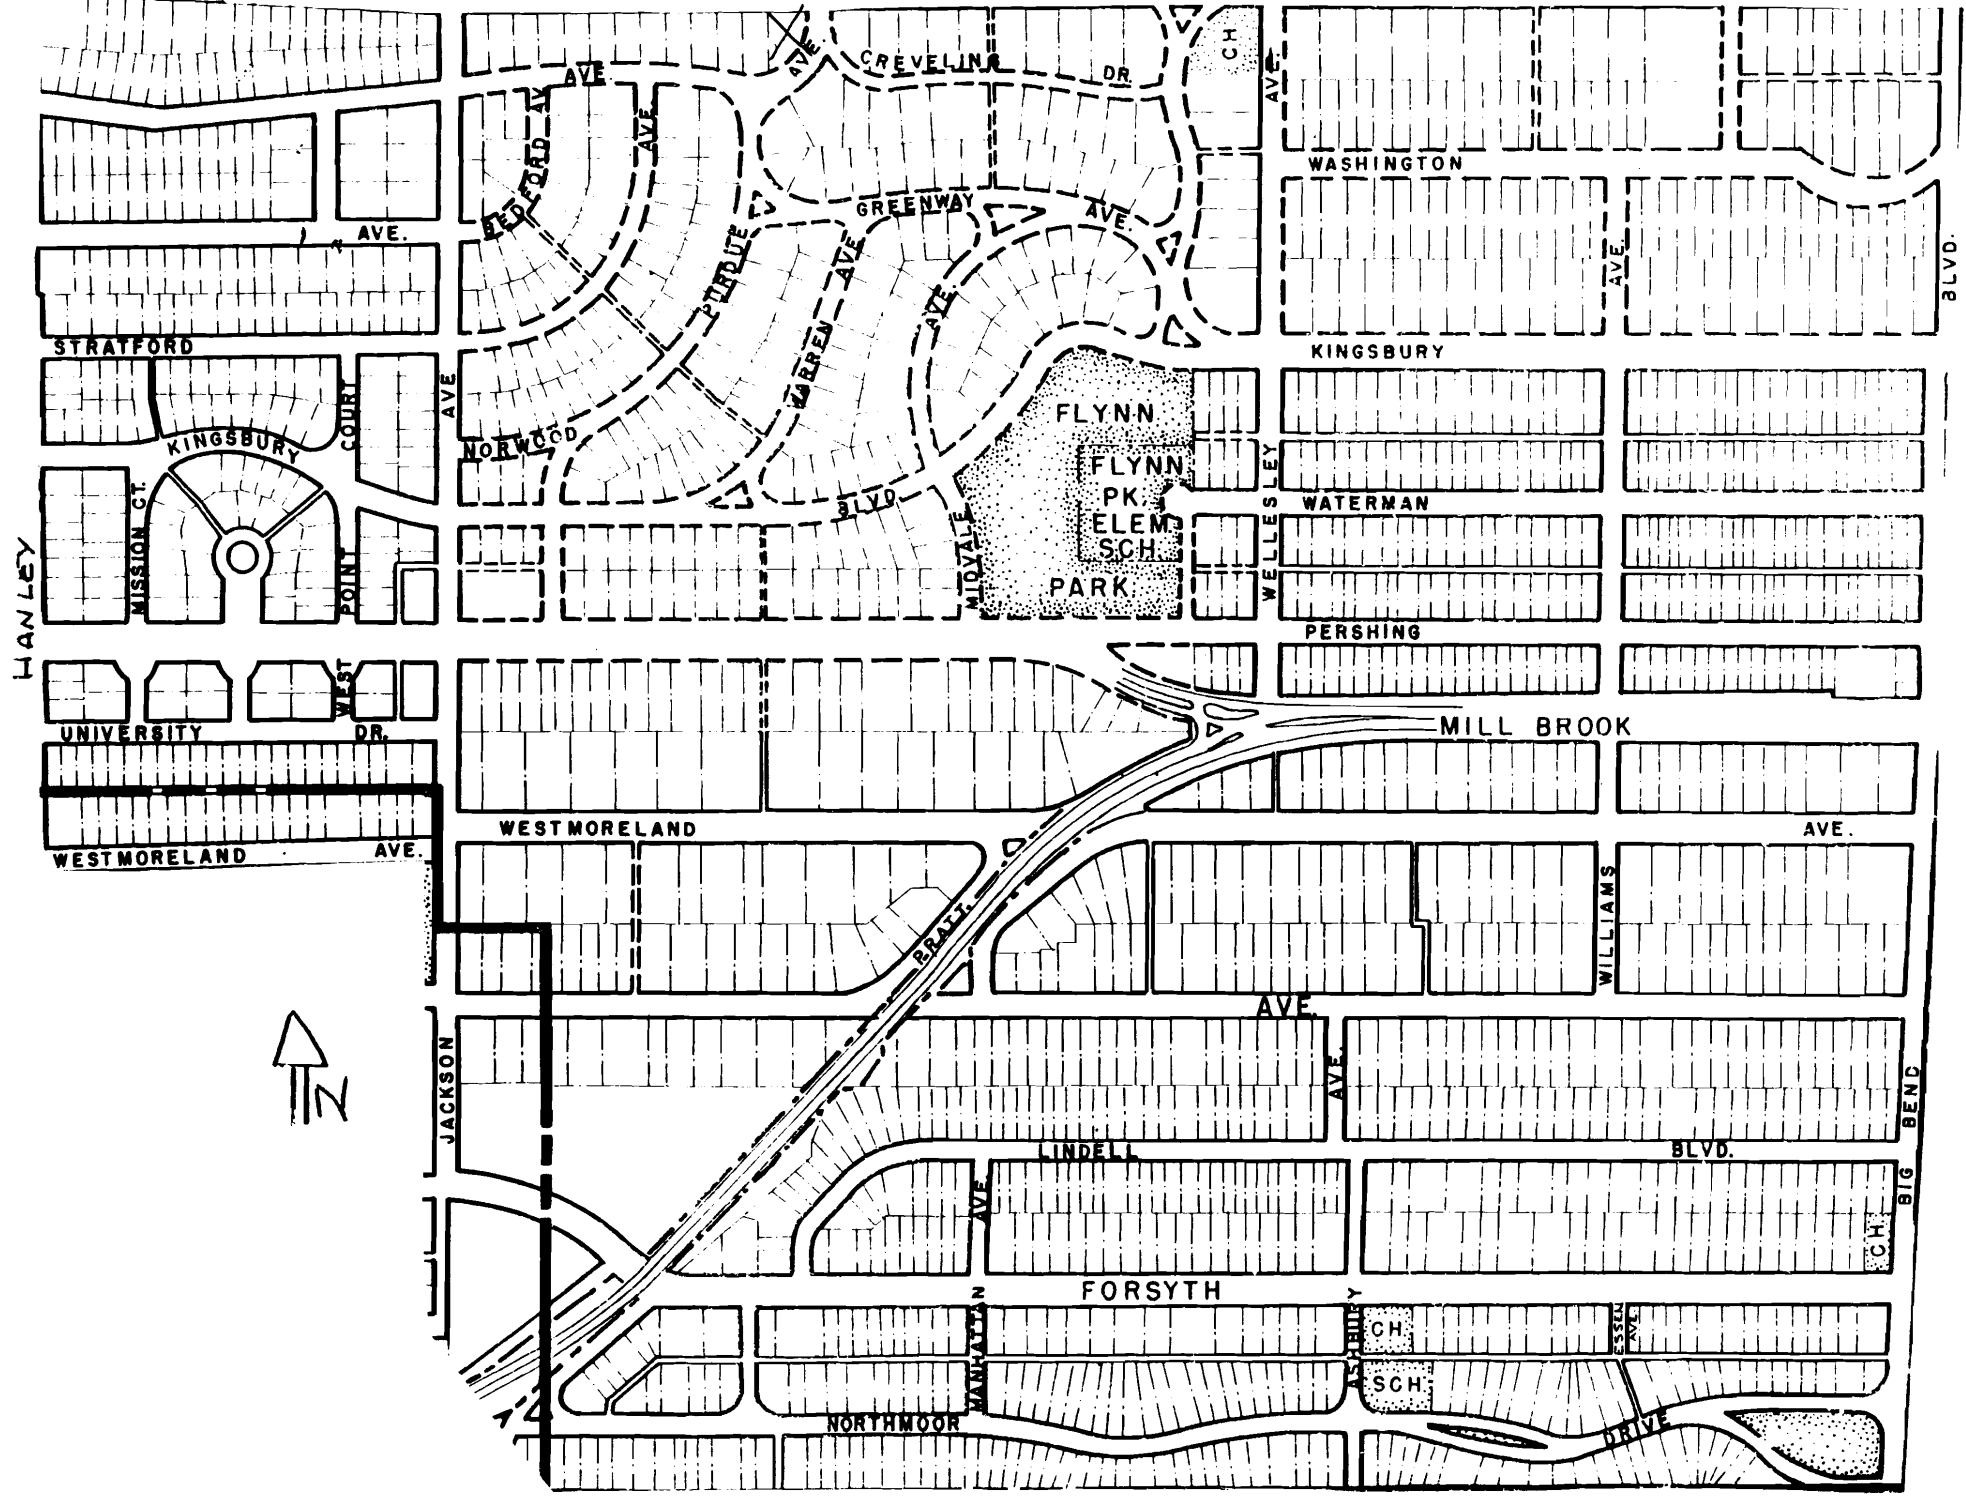 CREVELING
CH
AVE.
AVE
DR.
AVE.
BEDFORD AV
AVE.
WASHINGTON
GREENWAY
AVE.
AVE.
PURDUE
AVE
AVE.
AVE.
BLVD.
STRATFORD
KINGSBURY
WARREN
COURT
AVE
FLYNN
KINGSBURY
NORWOOD
FLYNN
PK.
ELEM
SCH.
PARK
WELLESLEY
WATERMAN
MISSION CT.
BLVD
MIDVALE
POINT
HANLEY
PERSHING
WEST
UNIVERSITY
DR.
MILL BROOK
WESTMORELAND
AVE.
WESTMORELAND
AVE.
WILLIAMS
PRATT.
AVE.
N
JACKSON
AVE.
BIG BEND
LINDELL
BLVD.
AVE.
CH.
FORSYTH
MANHATTAN
ASHBURY
CH.
ESSEN
AVE.
SCH.
NORTHMOOR
DRIVE